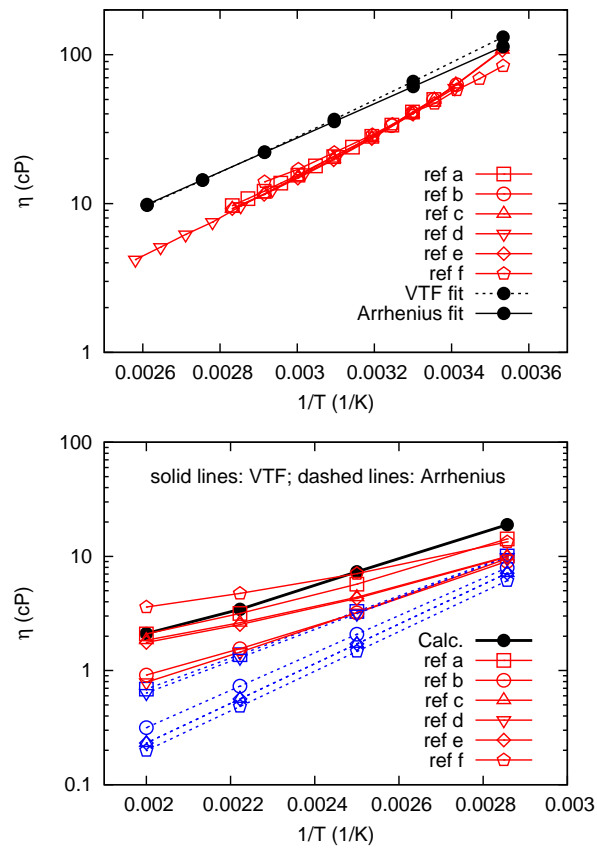 100
10
1
η (cP)
ref a
ref b
ref c
ref d
ref e
ref f
VTF fit
Arrhenius fit
0.0026 0.0028 0.003 0.0032 0.0034 0.0036
1/T (1/K)
100
10
1
0.1
η (cP)
solid lines: VTF; dashed lines: Arrhenius
Calc.
ref a
ref b
ref c
ref d
ref e
ref f
0.002 0.0022 0.0024 0.0026 0.0028 0.003
1/T (1/K)